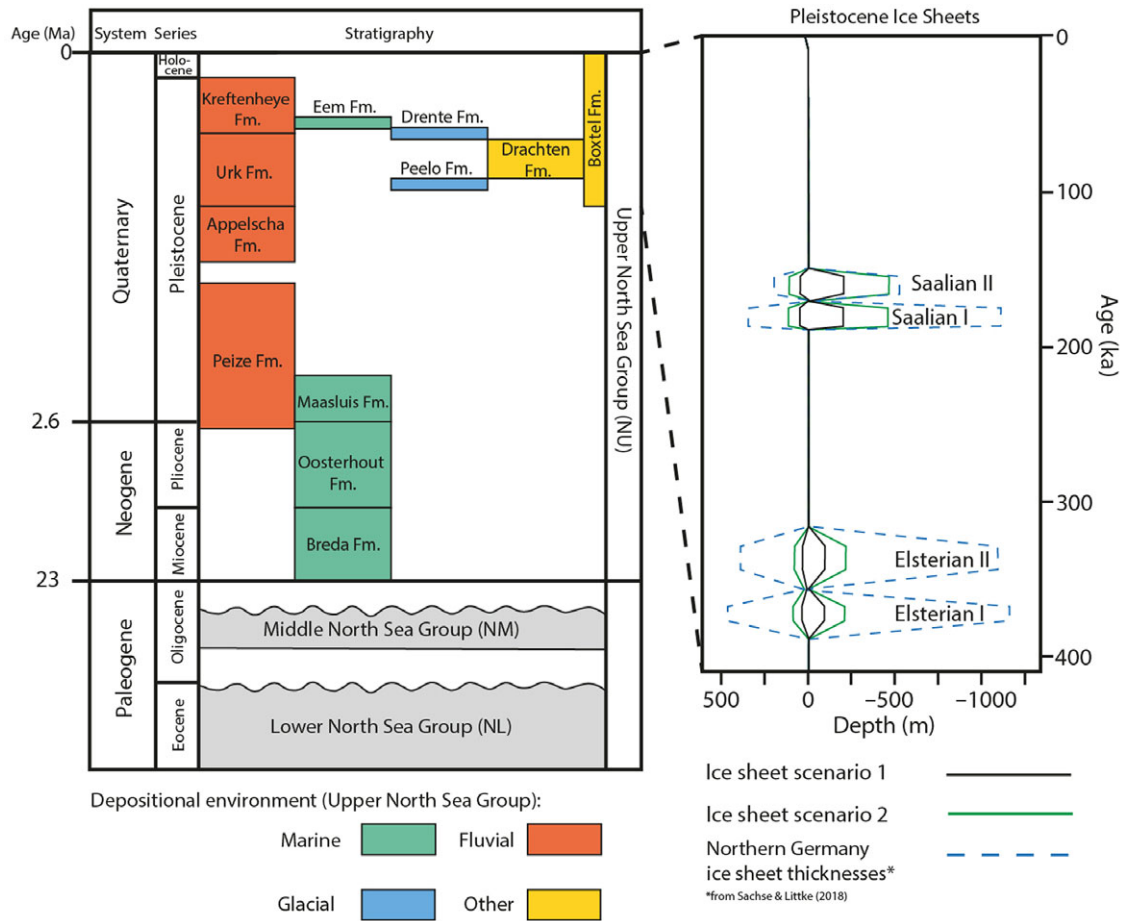 Age (Ma)
System
Series
Stratigraphy
0
2.6
23
Quaternary
Neogene
Paleogene
Holo-
cene
Pleistocene
Pliocene
Miocene
Oligocene
Eocene
Kreftenheye
Fm.
Urk Fm.
Appelscha
Fm.
Peize Fm.
Eem Fm.
Maasluis Fm.
Oosterhout
Fm.
Breda Fm.
Drente Fm.
Peelo Fm.
Drachten
Fm.
Boxtel Fm.
Upper North Sea Group (NU)
Middle North Sea Group (NM)
Lower North Sea Group (NL)
Depositional environment (Upper North Sea Group):
Marine
Fluvial
Glacial
Other
Pleistocene Ice Sheets
0
100
200
300
400
Age (ka)
Saalian II
Saalian I
Elsterian II
Elsterian I
500
0
−500
−1000
Depth (m)
Ice sheet scenario 1
Ice sheet scenario 2
Northern Germany
ice sheet thicknesses*
*from Sachse & Littke (2018)